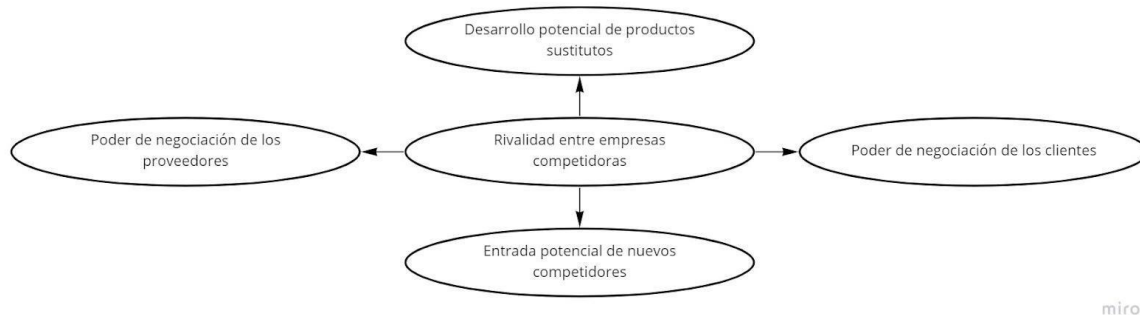 Desarrollo potencial de productos
sustitutos
Poder de negociación de los
proveedores
Rivalidad entre empresas
competidoras
Poder de negociación de los clientes
Entrada potencial de nuevos
competidores
miro